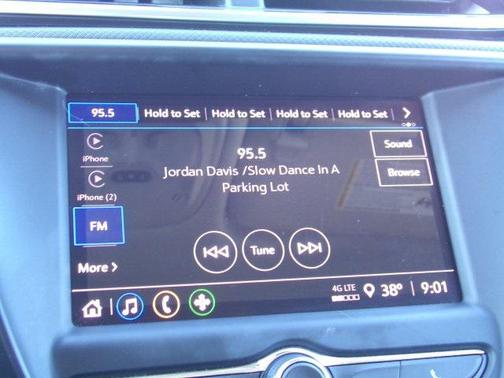 95.5 Hold to Set Hold to Set Hold to Set Hold to Set >
iPhone
95.5
Sound
Jordan Davis /Slow Dance In A
Parking Lot
Browse
iPhone (2)
FM
Tune
More >
4G LTE
38° 9:01